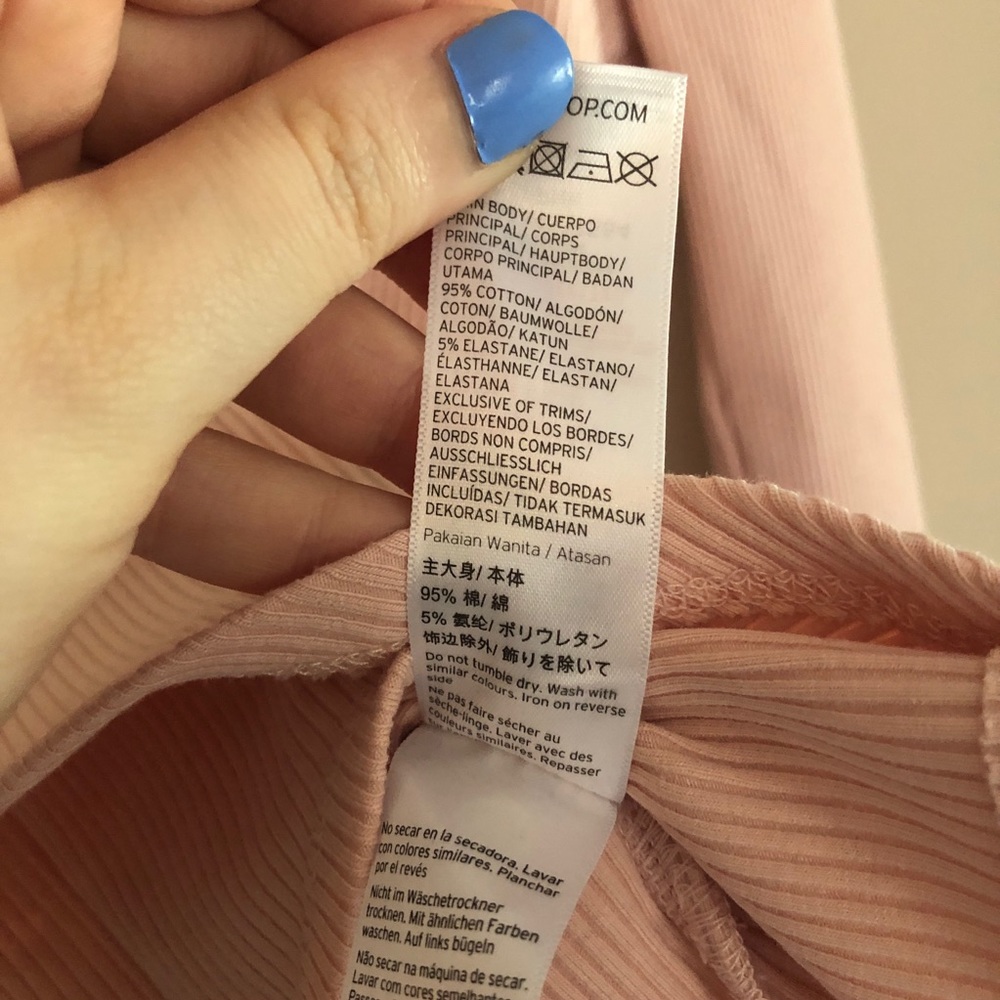 OP.COM
IN BODY/ CUERPO
PRINCIPAL/ CORPS
PRINCIPAL/ HAUPTBODY/
CORPO PRINCIPAL/ BADAN
UTAMA
95% COTTON/ ALGODÓN/
COTON/ BAUMWOLLE/
ALGODÃO/ KATUN
5% ELASTANE/ ELASTANO/
ÉLASTHANNE/ ELASTAN/
ELASTANA
EXCLUSIVE OF TRIMS/
EXCLUYENDO LOS BORDES/
BORDS NON COMPRIS/
AUSSCHLIESSLICH
EINFASSUNGEN/ BORDAS
INCLUÍDAS/ TIDAK TERMASUK
DEKORASI TAMBAHAN
Pakaian Wanita / Atasan
主大身/ 本体
95% 棉/ 綿
5% 氨纶/ ポリウレタン
饰边除外/ 飾りを除いて
Do not tumble dry. Wash with
similar colours. Iron on reverse
side
Ne pas faire sécher au
sèche-linge. Laver avec des
couleurs similaires. Repasser
No secar en la secadora. Lavar
con colores similares. Planchar
por el revés
Nicht im Wäschetrockner
trocknen. Mit ähnlichen Farben
waschen. Auf links bügeln
Não secar na máquina de secar.
Lavar com cores semelhantes